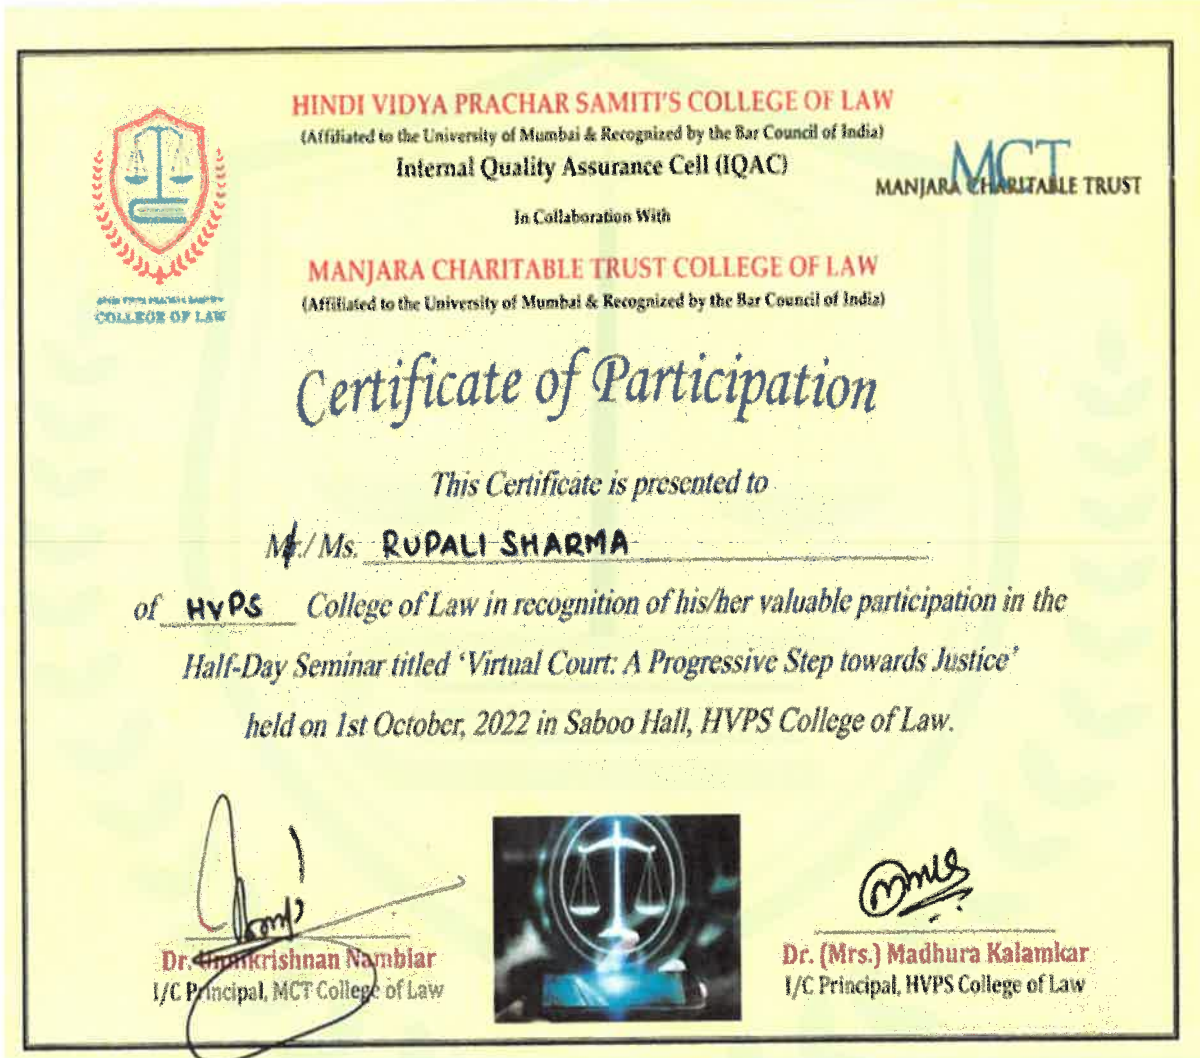 HINDI VIDYA PRACHAR SAMITI'S COLLEGE OF LAW
(Affiliated to the University of Mumbai & Recognized by the Bar Council of India)
Internal Quality Assurance Cell (IQAC)
MCT
MANJARA CHARITABLE TRUST
In Collaboration With
MANJARA CHARITABLE TRUST COLLEGE OF LAW
(Affiliated to the University of Mumbai & Recognized by the Bar Council of India)
COLLEGE OF LAW
Certificate of Participation
This Certificate is presented to
Mr./ Ms. RUPALI SHARMA
of HVPS College of Law in recognition of his/her valuable participation in the
Half-Day Seminar titled 'Virtual Court: A Progressive Step towards Justice'
held on 1st October, 2022 in Saboo Hall, HVPS College of Law.
Dr. Unnikrishnan Nambiar
I/C Principal, MCT College of Law
Dr. (Mrs.) Madhura Kalamkar
I/C Principal, HVPS College of Law